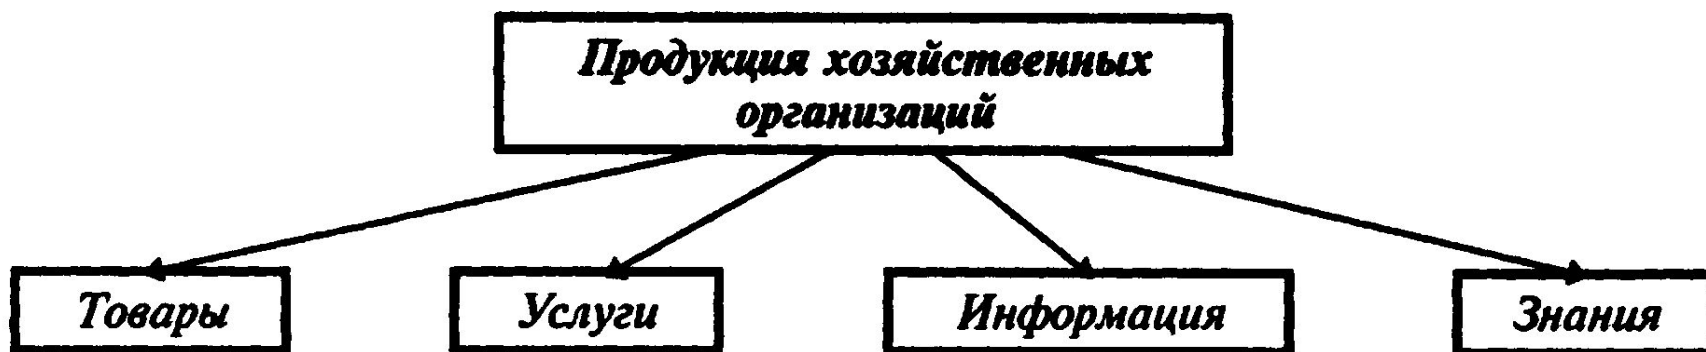 Продукция хозяйственных
организаций
Товары
Услуги
Информация
Знания